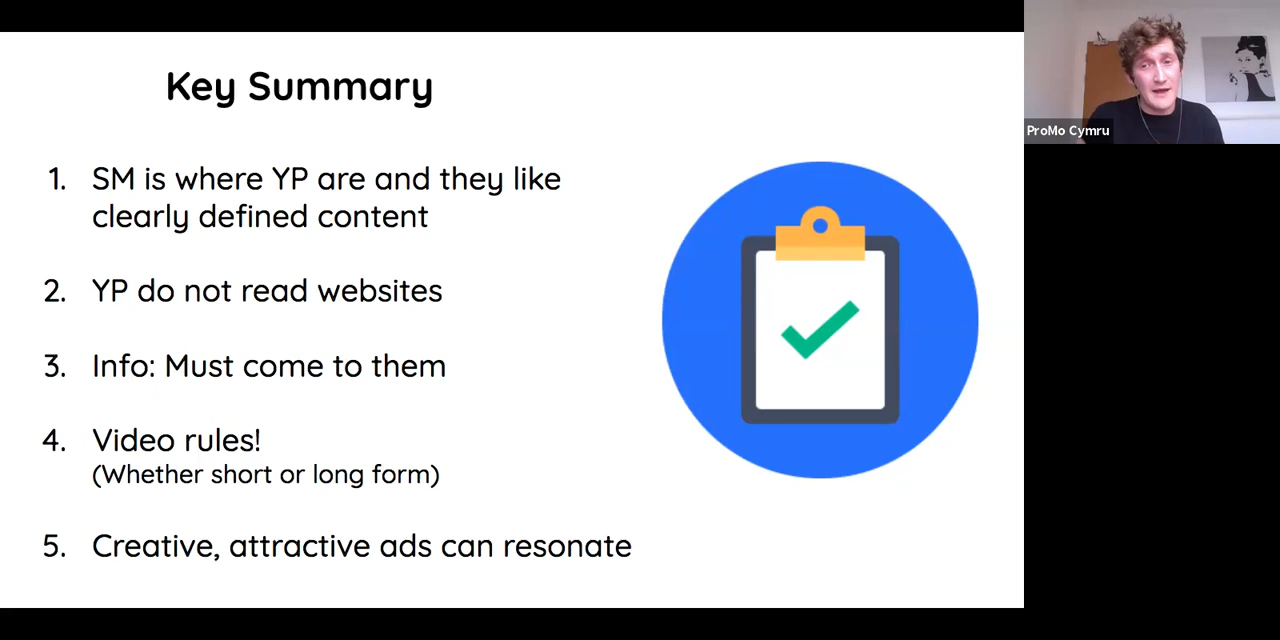 Key Summary
1. SM is where YP are and they like
clearly defined content
2. YP do not read websites
3. Info: Must come to them
4. Video rules!
(Whether short or long form)
5. Creative, attractive ads can resonate
ProMo Cymru